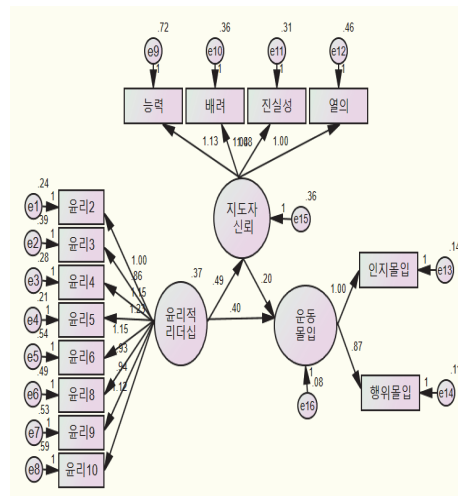 .72 .36 .31 .46
e9 e10 e11 e12
1 1 1 1
능력 배려 진실성 열의
1.13 1.00
.24
e1 1 윤리2
.39
e2 1 윤리3
.28
e3 1 윤리4
.21
e4 1 윤리5
.54
e5 1 윤리6
.49
e6 1 윤리8
.53
e7 1 윤리9
.59
e8 1 윤리10
1.00
.86
1.15
1.15
.93
.94
1.12
.37
윤리적
리더십
지도자
신뢰
1 .36
e15
.49 .20
.40
운동
몰입
1 .08
e16
1.00
.87
인지몰입 1 e13
행위몰입 1 e14